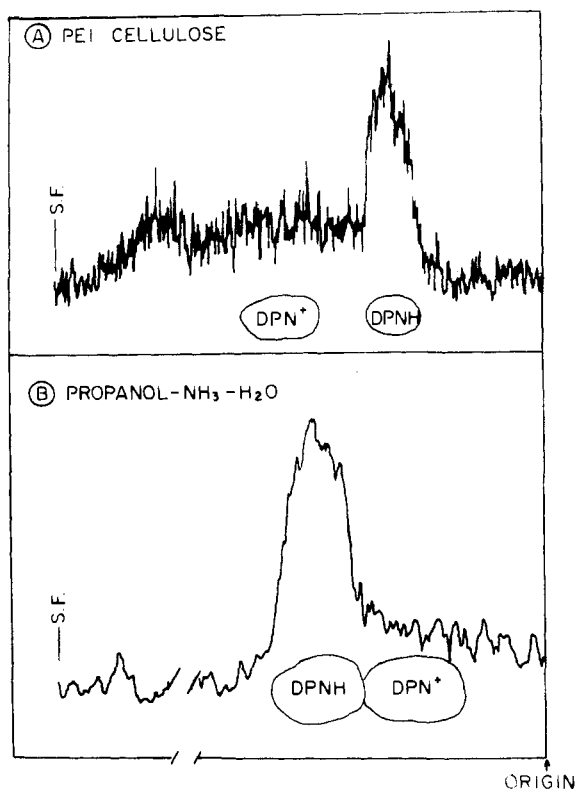 A PEI CELLULOSE
S.F.
DPN+
DPNH
B PROPANOL-NH₃-H₂O
S.F.
DPNH
DPN+
ORIGIN